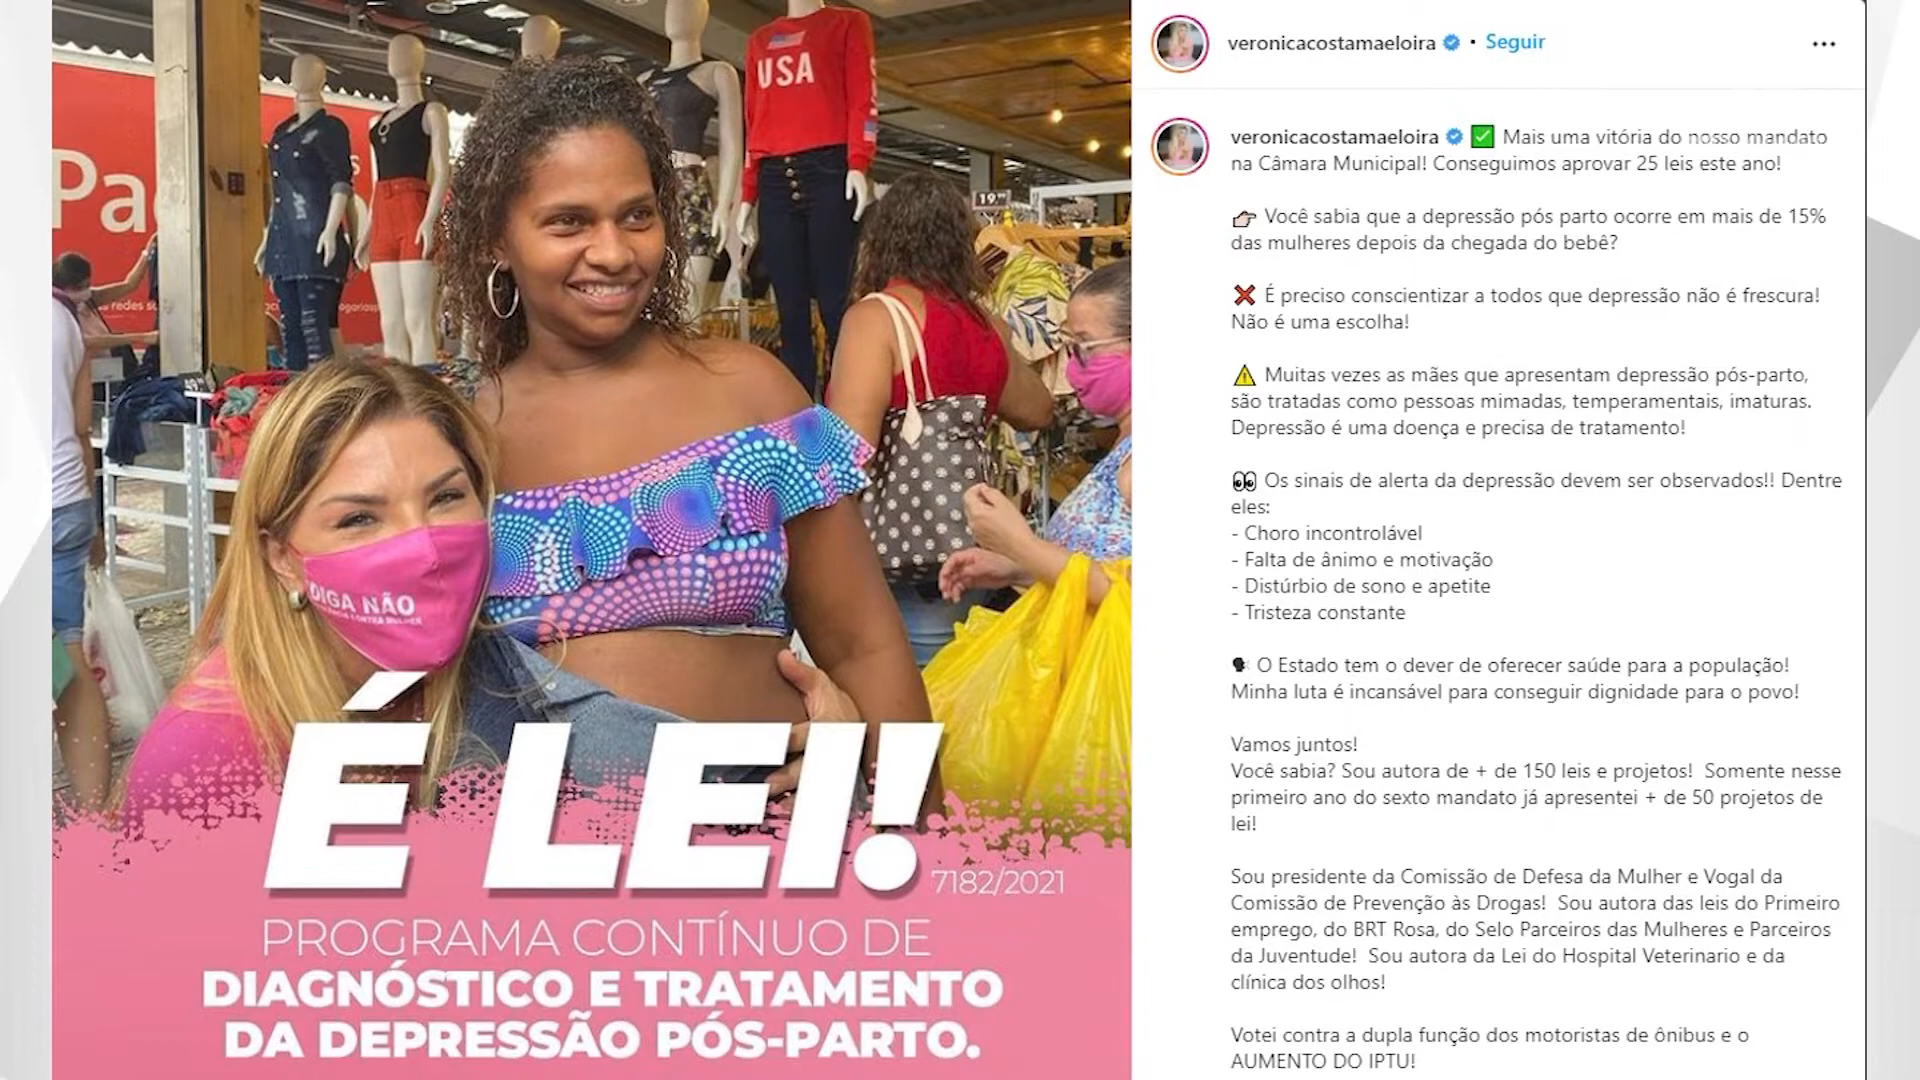 USA
Pa
s
19
redes so
ogarias
49
DIGA NÃO
CONTRA MULHER
É LEI!
7182/2021
PROGRAMA CONTÍNUO DE
DIAGNÓSTICO E TRATAMENTO
DA DEPRESSÃO PÓS-PARTO.
veronicacostamaeloira • Seguir
...
veronicacostamaeloira ✅ Mais uma vitória do nosso mandato
na Câmara Municipal! Conseguimos aprovar 25 leis este ano!
👉 Você sabia que a depressão pós parto ocorre em mais de 15%
das mulheres depois da chegada do bebê?
❌ É preciso conscientizar a todos que depressão não é frescura!
Não é uma escolha!
⚠️ Muitas vezes as mães que apresentam depressão pós-parto,
são tratadas como pessoas mimadas, temperamentais, imaturas.
Depressão é uma doença e precisa de tratamento!
👀 Os sinais de alerta da depressão devem ser observados!! Dentre
eles:
- Choro incontrolável
- Falta de ânimo e motivação
- Distúrbio de sono e apetite
- Tristeza constante
🗣 O Estado tem o dever de oferecer saúde para a população!
Minha luta é incansável para conseguir dignidade para o povo!
Vamos juntos!
Você sabia? Sou autora de + de 150 leis e projetos! Somente nesse
primeiro ano do sexto mandato já apresentei + de 50 projetos de
lei!
Sou presidente da Comissão de Defesa da Mulher e Vogal da
Comissão de Prevenção às Drogas! Sou autora das leis do Primeiro
emprego, do BRT Rosa, do Selo Parceiros das Mulheres e Parceiros
da Juventude! Sou autora da Lei do Hospital Veterinario e da
clínica dos olhos!
Votei contra a dupla função dos motoristas de ônibus e o
AUMENTO DO IPTU!